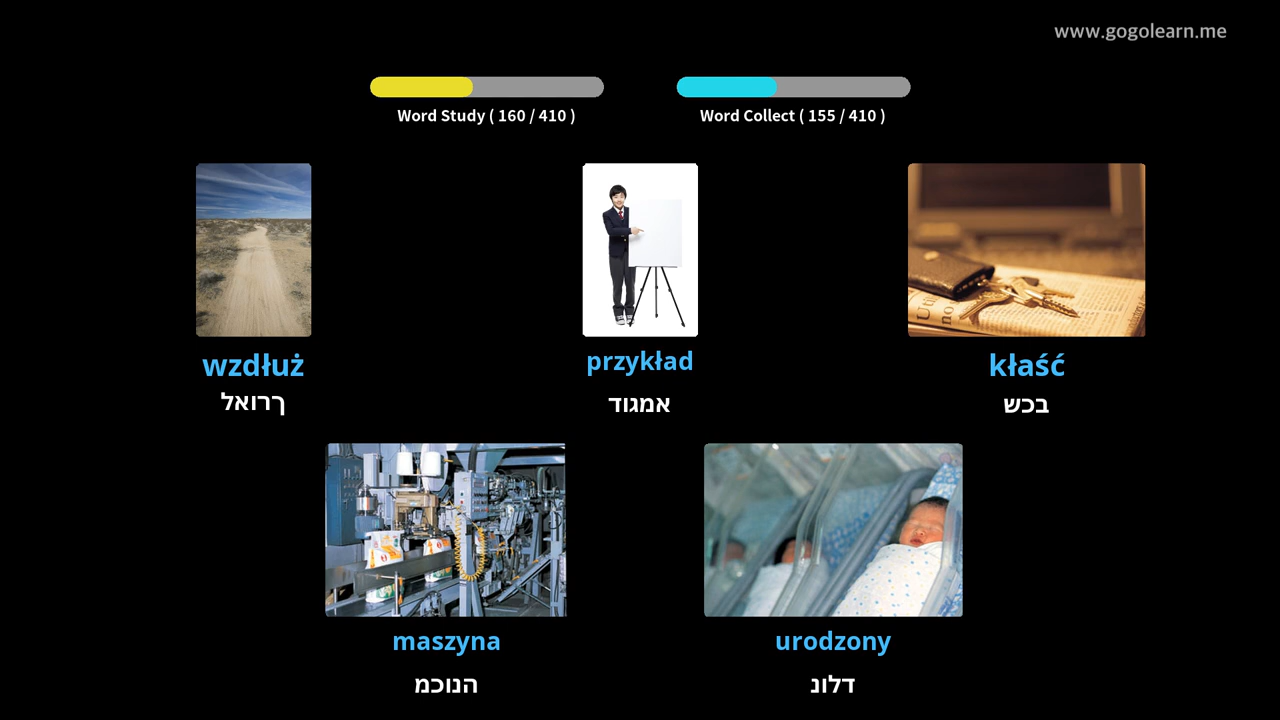 www.gogolearn.me
Word Study ( 160 / 410 )
Word Collect ( 155 / 410 )
wzdłuż
ךרואל
przykład
אמגוד
kłaść
בכש
maszyna
הנוכמ
urodzony
דלונ